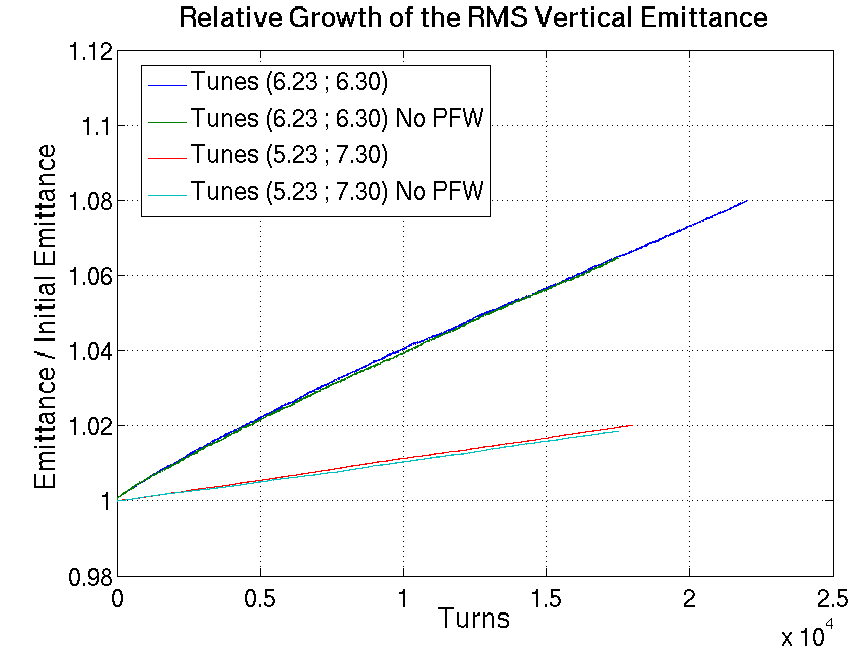 Relative Growth of the RMS Vertical Emittance
1.12
1.1
1.08
1.06
1.04
1.02
1
0.98
Emittance / Initial Emittance
Tunes (6.23 ; 6.30)
Tunes (6.23 ; 6.30) No PFW
Tunes (5.23 ; 7.30)
Tunes (5.23 ; 7.30) No PFW
0 0.5 1 1.5 2 2.5
Turns
x 10^4